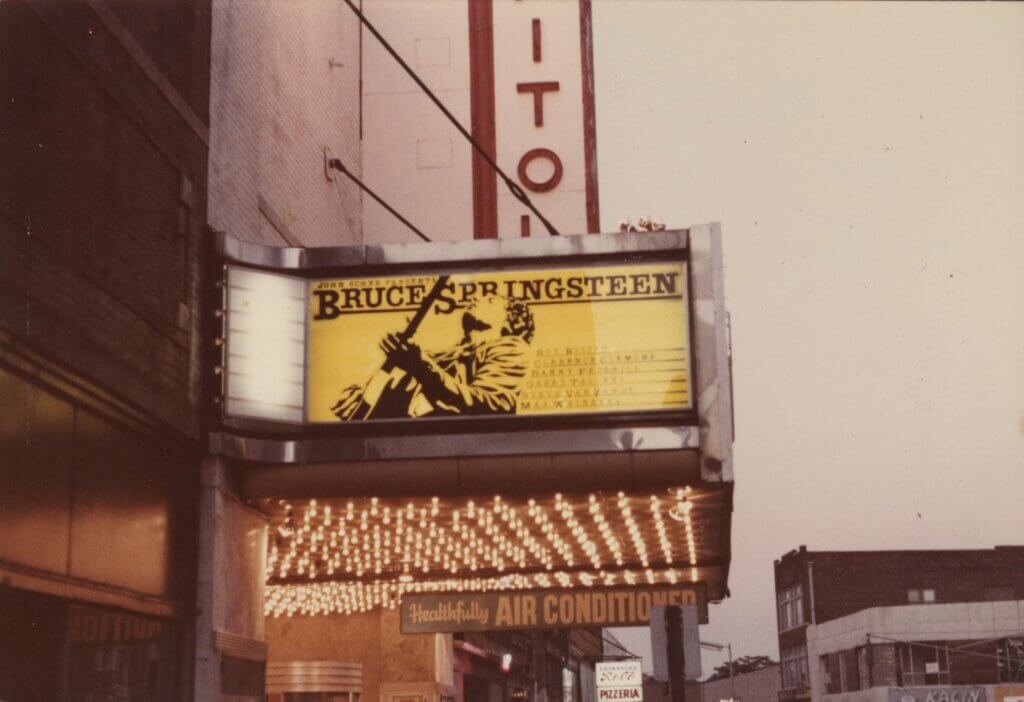 ITO
JOHN SCHER PRESENTS
BRUCE SPRINGSTEEN
ROY BITTAN
CLARENCE CLEMONS
DANNY FEDERICI
GARRY TALLENT
STEVE VAN ZANDT
MAX WEINBERG
Healthfully AIR CONDITIONED
PIZZERIA
KALIN